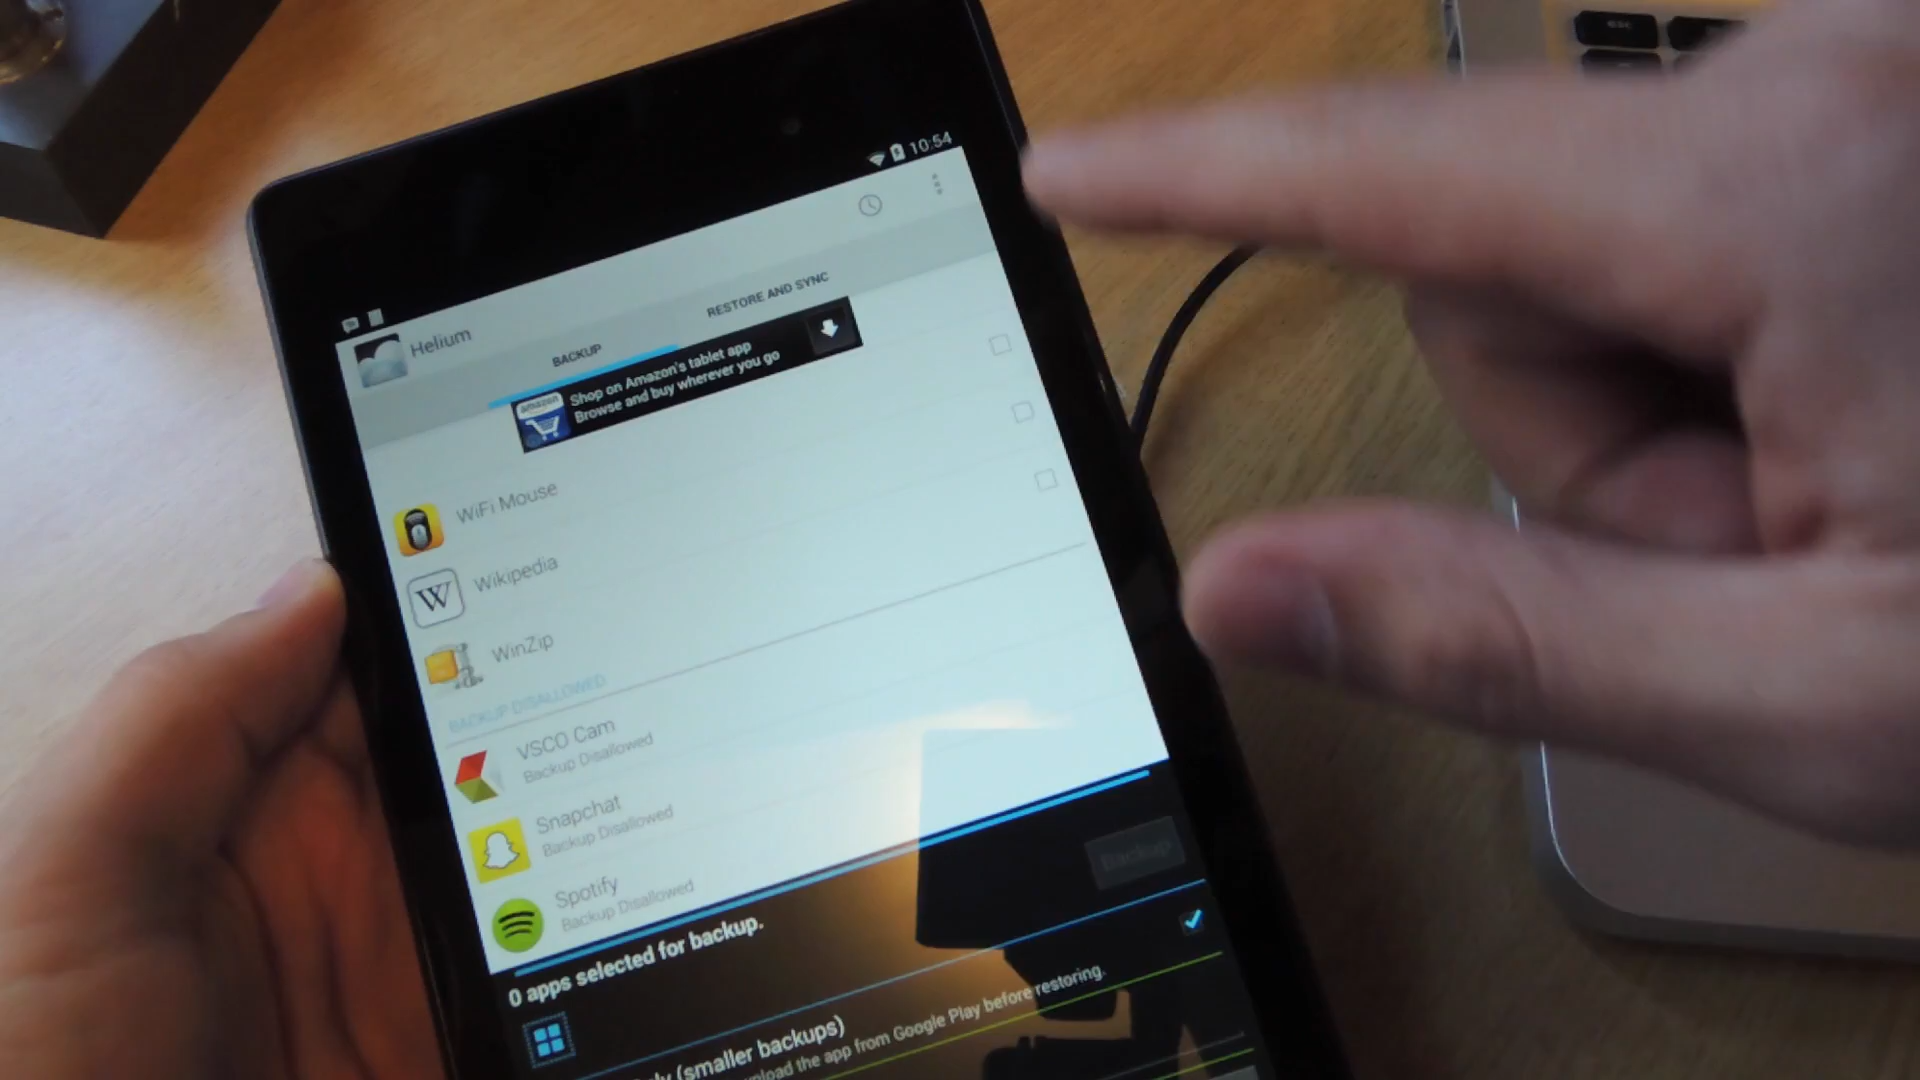 10:54
Helium
BACKUP
RESTORE AND SYNC
amazon
Shop on Amazon's tablet app
Browse and buy wherever you go
WiFi Mouse
W
Wikipedia
WinZip
BACKUP DISALLOWED
VSCO Cam
Backup Disallowed
Snapchat
Backup Disallowed
Spotify
Backup Disallowed
0 apps selected for backup.
Backup
(smaller backups)
the app from Google Play before restoring.